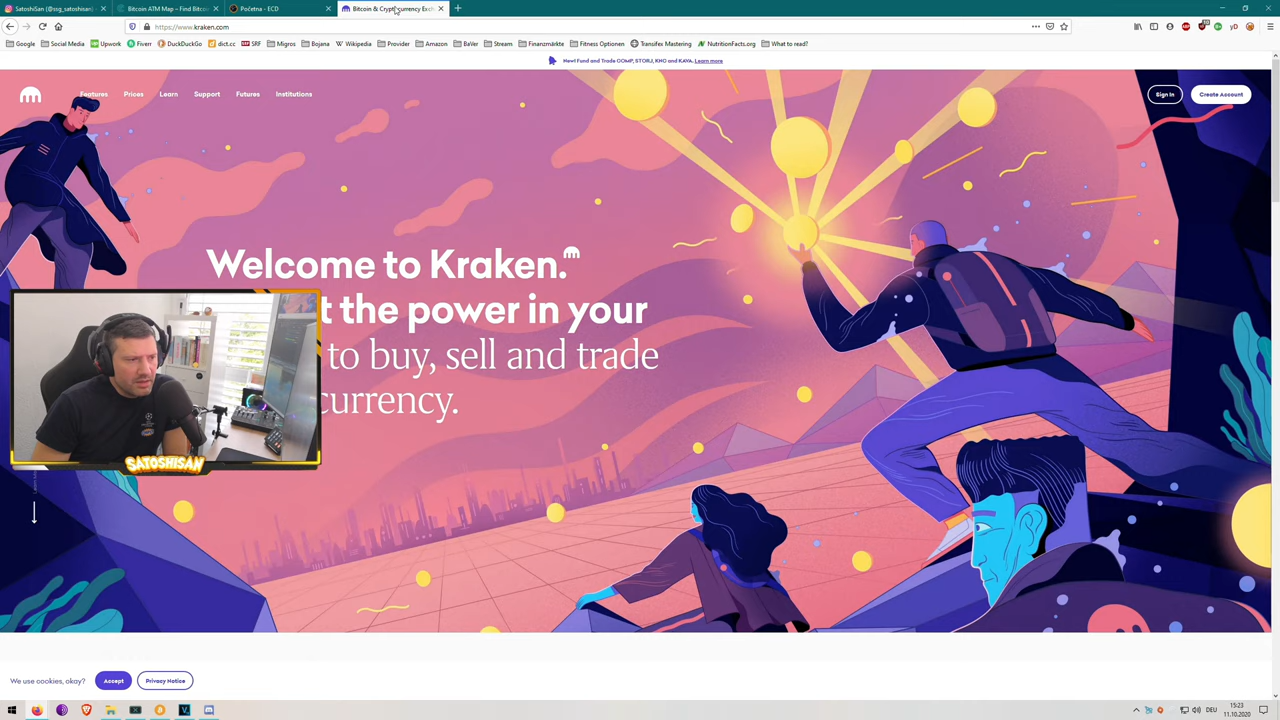 SatoshiSan (@ssg_satoshisan)
Bitcoin ATM Map – Find Bitcoin
Početna - ECD
Bitcoin & Cryptocurrency Exch
https://www.kraken.com
Google
Social Media
Upwork
Fiverr
DuckDuckGo
dict.cc
SRF
Migros
Bojana
Wikipedia
Provider
Amazon
BaVer
Stream
Finanzmärkte
Fitness Optionen
Transifex Mastering
NutritionFacts.org
What to read?
New! Fund and Trade COMP, STORJ, KNC and KAVA. Learn more
Features
Prices
Learn
Support
Futures
Institutions
Sign In
Create Account
Welcome to Kraken.
t the power in your
to buy, sell and trade
currency.
SATOSHISAN
We use cookies, okay?
Accept
Privacy Notice
DEU
15:23
11.10.2020